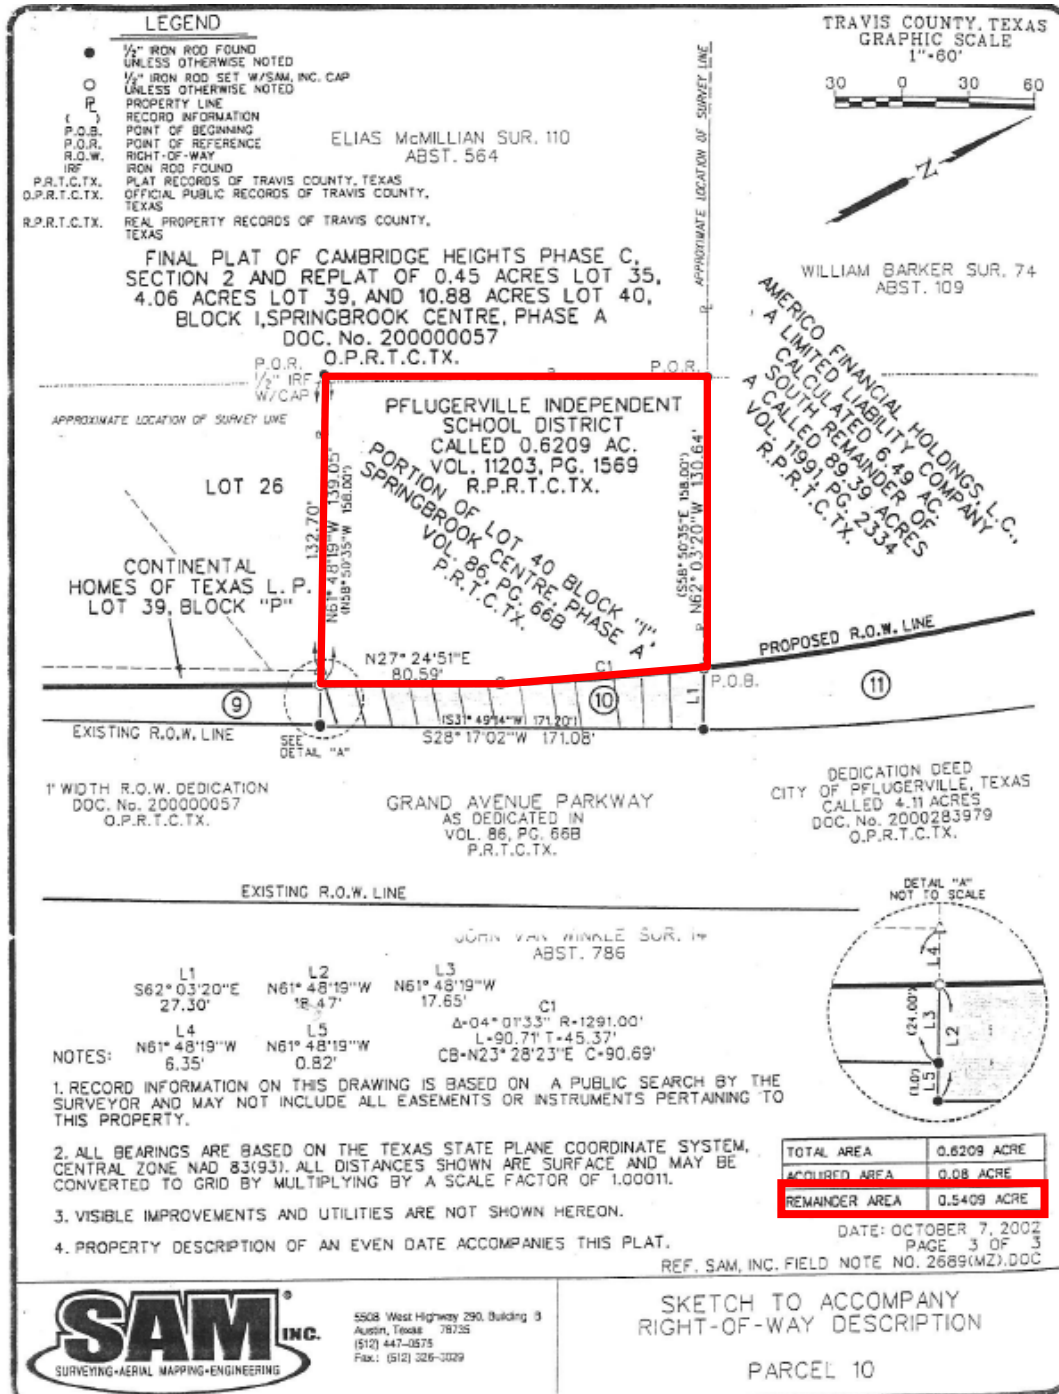 LEGEND
½" IRON ROD FOUND
UNLESS OTHERWISE NOTED
½" IRON ROD SET W/SAM, INC. CAP
UNLESS OTHERWISE NOTED
PROPERTY LINE
( ) RECORD INFORMATION
P.O.B. POINT OF BEGINNING
P.O.R. POINT OF REFERENCE
R.O.W. RIGHT-OF-WAY
IRF IRON ROD FOUND
P.R.T.C.TX. PLAT RECORDS OF TRAVIS COUNTY, TEXAS
O.P.R.T.C.TX. OFFICIAL PUBLIC RECORDS OF TRAVIS COUNTY,
TEXAS
R.P.R.T.C.TX. REAL PROPERTY RECORDS OF TRAVIS COUNTY,
TEXAS
TRAVIS COUNTY, TEXAS
GRAPHIC SCALE
1"=60'
30 0 30 60
N
ELIAS McMILLIAN SUR. 110
ABST. 564
APPROXIMATE LOCATION OF SURVEY LINE
WILLIAM BARKER SUR. 74
ABST. 109
FINAL PLAT OF CAMBRIDGE HEIGHTS PHASE C,
SECTION 2 AND REPLAT OF 0.45 ACRES LOT 35,
4.06 ACRES LOT 39, AND 10.88 ACRES LOT 40,
BLOCK I, SPRINGBROOK CENTRE, PHASE A
DOC. No. 200000057
O.P.R.T.C.TX.
P.O.R.
½" IRF
W/CAP
P.O.R.
AMERICO FINANCIAL HOLDINGS, L.C.,
A LIMITED LIABILITY COMPANY
CALCULATED 6.49 AC.
SOUTH REMAINDER OF
A CALLED 89.39 ACRES
VOL. 11991, PG. 2334
R.P.R.T.C.TX.
APPROXIMATE LOCATION OF SURVEY LINE
PFLUGERVILLE INDEPENDENT
SCHOOL DISTRICT
CALLED 0.6209 AC.
VOL. 11203, PG. 1569
R.P.R.T.C.TX.
PORTION OF LOT 40 BLOCK "I"
SPRINGBROOK CENTRE, PHASE "A"
VOL. 86, PG. 66B
P.R.T.C.TX.
LOT 26
132.70'
N61° 48'19"W 139.05'
(N58° 50'35"W 158.00')
(S58° 50'35"E 158.00')
N62° 03'20"W 130.64'
CONTINENTAL
HOMES OF TEXAS L. P.
LOT 39, BLOCK "P"
N27° 24'51"E
80.59'
C1
PROPOSED R.O.W. LINE
P.O.B.
L1
9
10
11
EXISTING R.O.W. LINE
SEE
DETAIL "A"
(S31° 49'14"W 171.20')
S28° 17'02"W 171.08'
1' WIDTH R.O.W. DEDICATION
DOC. No. 200000057
O.P.R.T.C.TX.
GRAND AVENUE PARKWAY
AS DEDICATED IN
VOL. 86, PG. 66B
P.R.T.C.TX.
DEDICATION DEED
CITY OF PFLUGERVILLE, TEXAS
CALLED 4.11 ACRES
DOC. No. 2000283979
O.P.R.T.C.TX.
EXISTING R.O.W. LINE
DETAIL "A"
NOT TO SCALE
L4
L3
L2
L5
(24.00')
(1.0')
JOHN VAN WINKLE SUR. 14
ABST. 786
L1
S62° 03'20"E
27.30'
L2
N61° 48'19"W
18.47'
L3
N61° 48'19"W
17.65'
L4
N61° 48'19"W
6.35'
L5
N61° 48'19"W
0.82'
C1
Δ=04° 01'33" R=1291.00'
L=90.71' T=45.37'
CB=N23° 28'23"E C=90.69'
NOTES:
1. RECORD INFORMATION ON THIS DRAWING IS BASED ON A PUBLIC SEARCH BY THE
SURVEYOR AND MAY NOT INCLUDE ALL EASEMENTS OR INSTRUMENTS PERTAINING TO
THIS PROPERTY.
2. ALL BEARINGS ARE BASED ON THE TEXAS STATE PLANE COORDINATE SYSTEM,
CENTRAL ZONE NAD 83(93). ALL DISTANCES SHOWN ARE SURFACE AND MAY BE
CONVERTED TO GRID BY MULTIPLYING BY A SCALE FACTOR OF 1.00011.
3. VISIBLE IMPROVEMENTS AND UTILITIES ARE NOT SHOWN HEREON.
4. PROPERTY DESCRIPTION OF AN EVEN DATE ACCOMPANIES THIS PLAT.
TOTAL AREA 0.6209 ACRE
ACQUIRED AREA 0.08 ACRE
REMAINDER AREA 0.5409 ACRE
DATE: OCTOBER 7, 2002
PAGE 3 OF 3
REF. SAM, INC. FIELD NOTE NO. 2689(MZ).DOC
SAM INC.
SURVEYING•AERIAL MAPPING•ENGINEERING
5508 West Highway 290, Building B
Austin, Texas 78735
(512) 447-0575
Fax: (512) 326-3029
SKETCH TO ACCOMPANY
RIGHT-OF-WAY DESCRIPTION
PARCEL 10